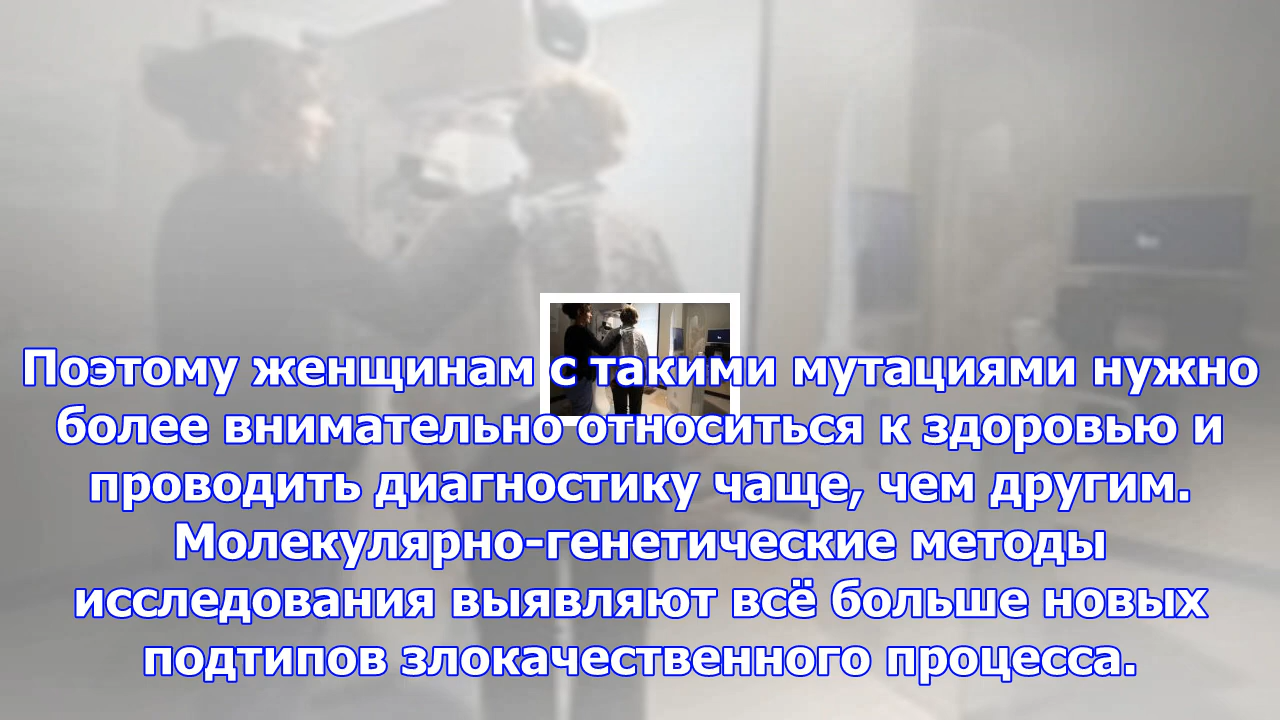 Поэтому женщинам с такими мутациями нужно
более внимательно относиться к здоровью и
проводить диагностику чаще, чем другим.
Молекулярно-генетические методы
исследования выявляют всё больше новых
подтипов злокачественного процесса.